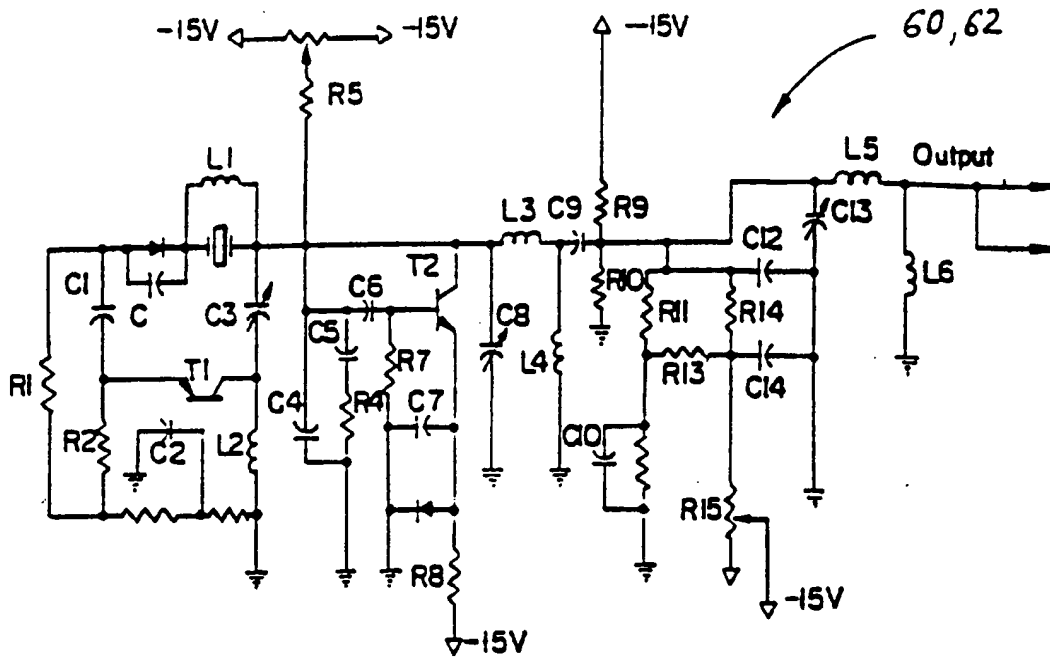 -15V
-15V
-15V
60,62
R5
L1
L5
Output
L3
C9
R9
C13
C12
T2
C1
C
C3
C6
C5
C8
R10
R11
R14
L6
R1
T1
R7
L4
R13
C14
C4
R4
C7
R2
C2
L2
C10
R15
R8
-15V
-15V